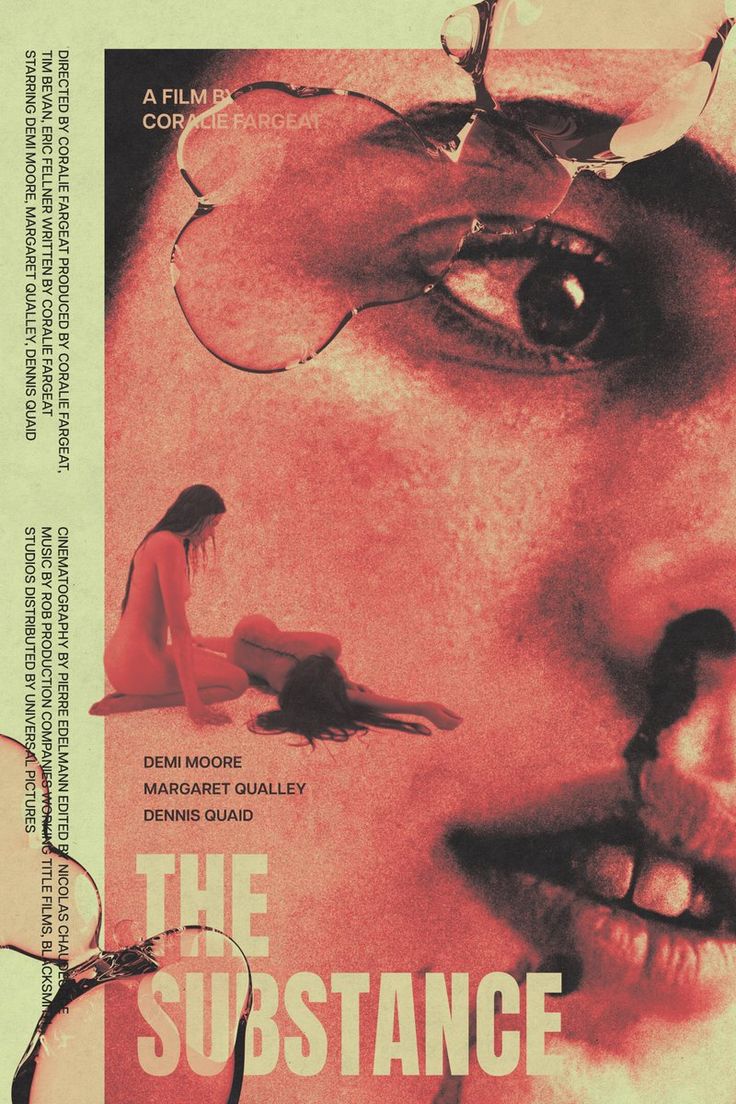 A FILM BY
CORALIE FARGEAT
DIRECTED BY CORALIE FARGEAT PRODUCED BY CORALIE FARGEAT,
TIM BEVAN, ERIC FELLNER WRITTEN BY CORALIE FARGEAT
STARRING DEMI MOORE, MARGARET QUALLEY, DENNIS QUAID
CINEMATOGRAPHY BY PIERRE EDELMANN EDITED BY NICOLAS
MUSIC BY ROB PRODUCTION COMPANIES WORKING TITLE FILMS,
STUDIOS DISTRIBUTED BY UNIVERSAL PICTURES
DEMI MOORE
MARGARET QUALLEY
DENNIS QUAID
THE
SUBSTANCE